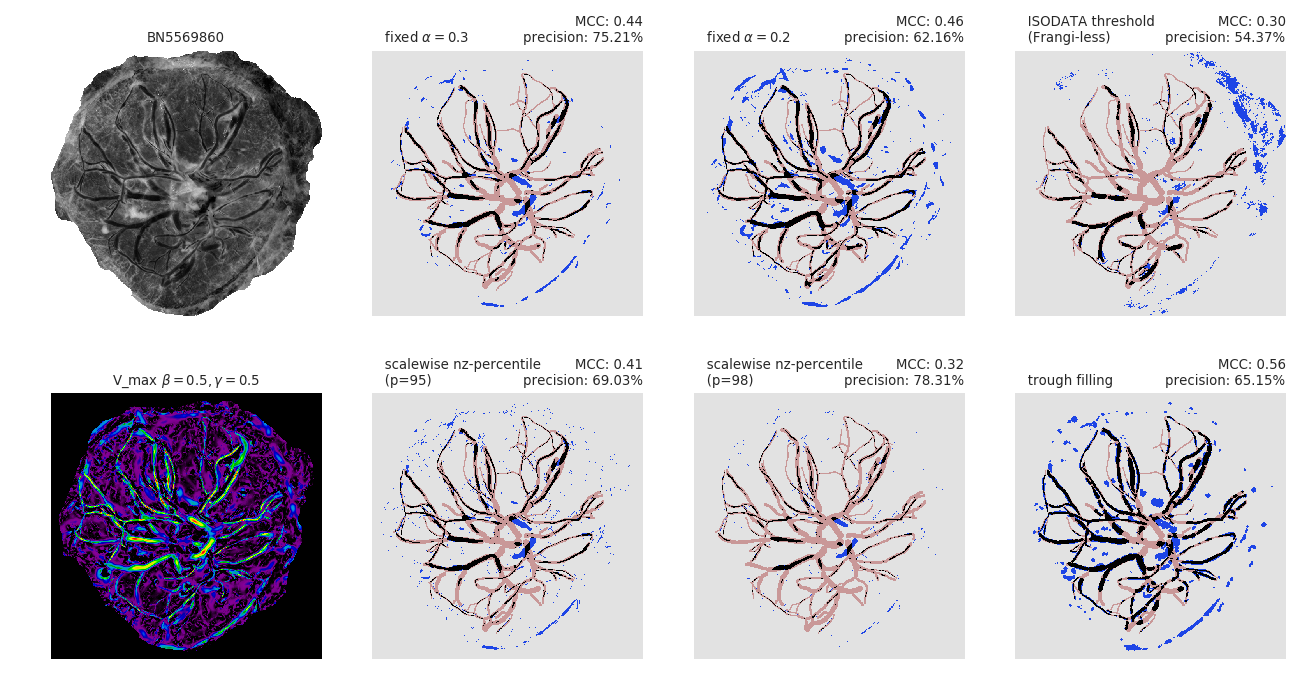 BN5569860
fixed α = 0.3
MCC: 0.44
precision: 75.21%
fixed α = 0.2
MCC: 0.46
precision: 62.16%
ISODATA threshold
(Frangi-less)
MCC: 0.30
precision: 54.37%
V_max β = 0.5, γ = 0.5
scalewise nz-percentile
(p=95)
MCC: 0.41
precision: 69.03%
scalewise nz-percentile
(p=98)
MCC: 0.32
precision: 78.31%
trough filling
MCC: 0.56
precision: 65.15%